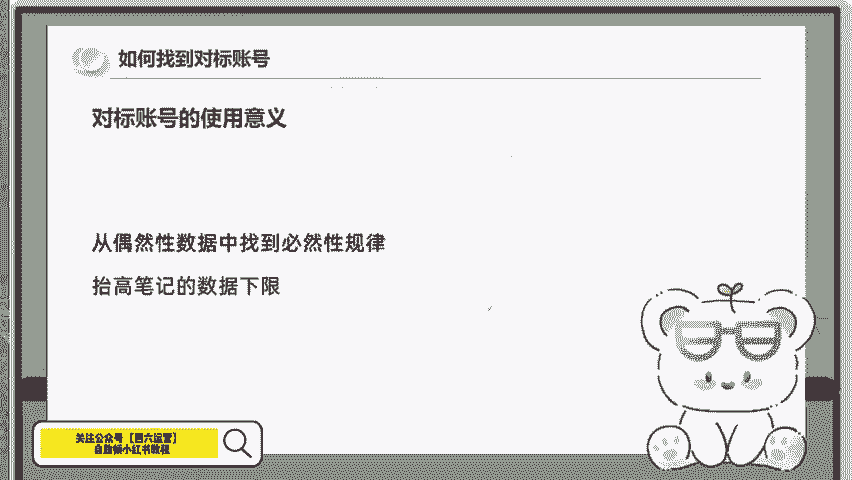 如何找到对标账号
对标账号的使用意义
从偶然性数据中找到必然性规律
抬高笔记的数据下限
关注公众号【四六运营】
自助领小红书教程